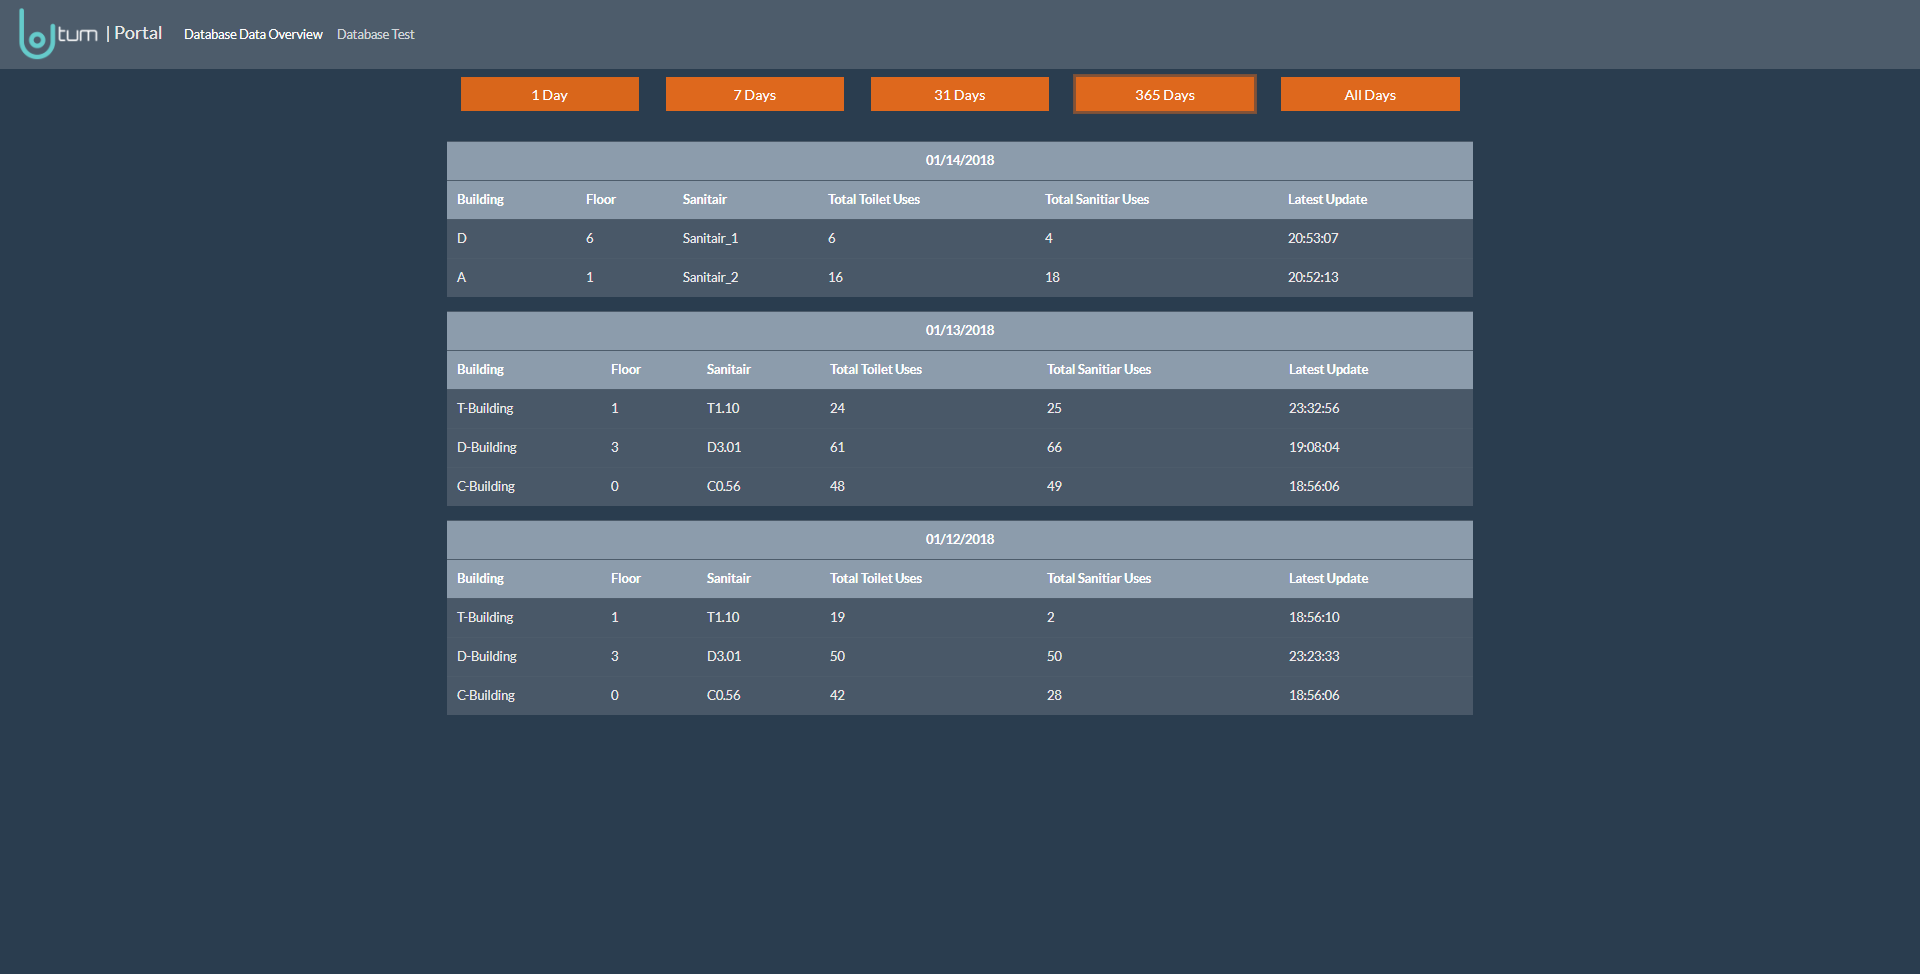 tum | Portal Database Data Overview Database Test
1 Day 7 Days 31 Days 365 Days All Days
01/14/2018
Building Floor Sanitair Total Toilet Uses Total Sanitiar Uses Latest Update
D 6 Sanitair_1 6 4 20:53:07
A 1 Sanitair_2 16 18 20:52:13
01/13/2018
Building Floor Sanitair Total Toilet Uses Total Sanitiar Uses Latest Update
T-Building 1 T1.10 24 25 23:32:56
D-Building 3 D3.01 61 66 19:08:04
C-Building 0 C0.56 48 49 18:56:06
01/12/2018
Building Floor Sanitair Total Toilet Uses Total Sanitiar Uses Latest Update
T-Building 1 T1.10 19 2 18:56:10
D-Building 3 D3.01 50 50 23:23:33
C-Building 0 C0.56 42 28 18:56:06